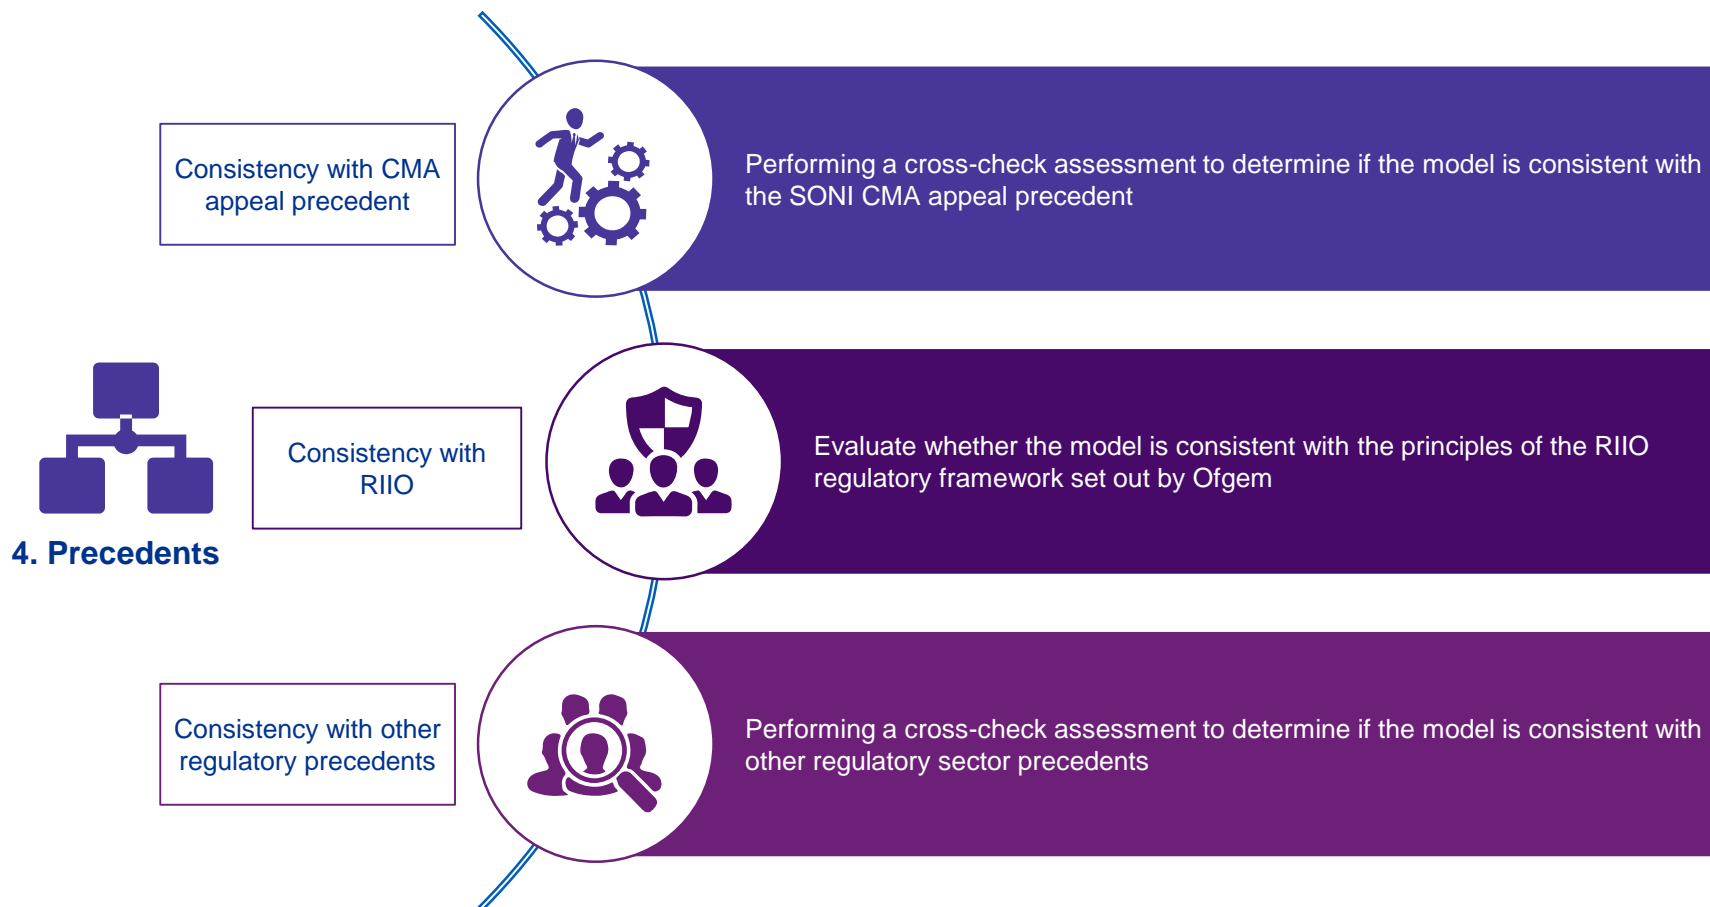 Consistency with CMA
appeal precedent
Performing a cross-check assessment to determine if the model is consistent with
the SONI CMA appeal precedent
4. Precedents
Consistency with
RIIO
Evaluate whether the model is consistent with the principles of the RIIO
regulatory framework set out by Ofgem
Consistency with other
regulatory precedents
Performing a cross-check assessment to determine if the model is consistent with
other regulatory sector precedents